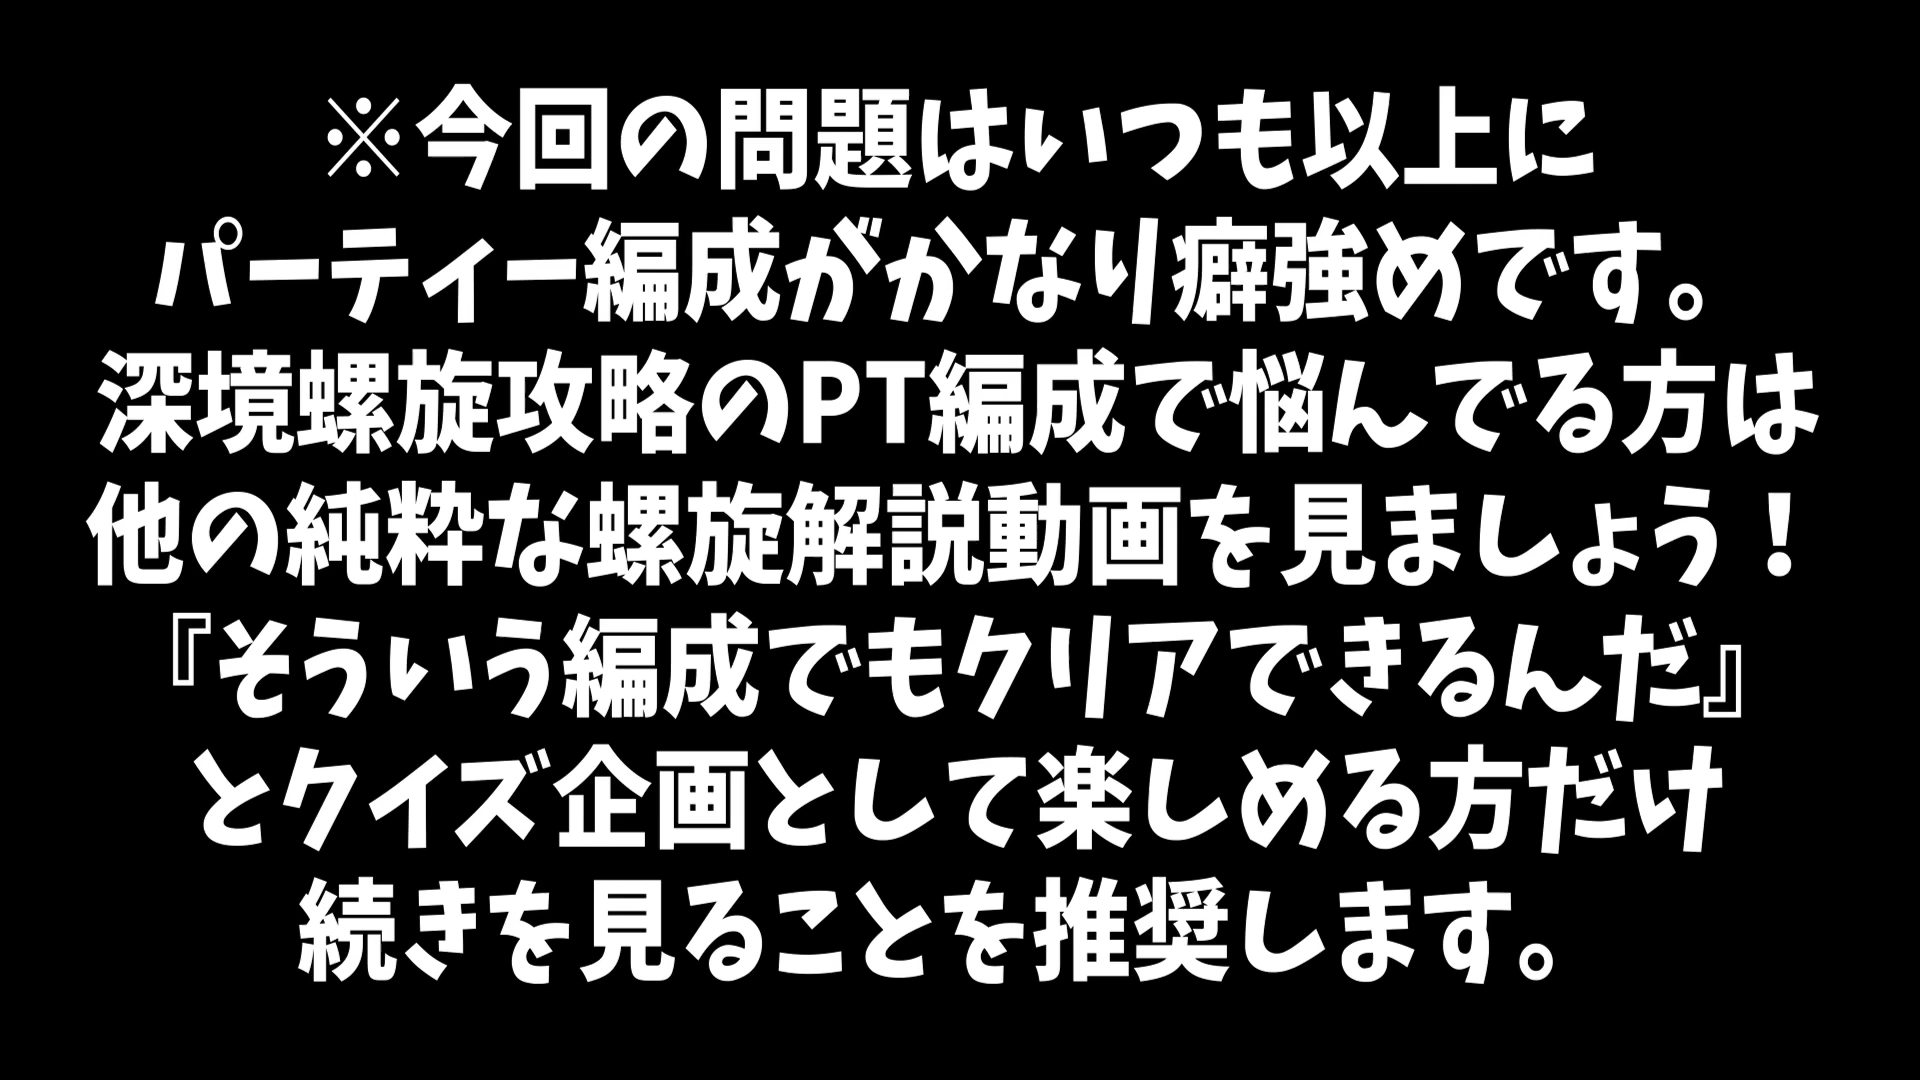 ※今回の問題はいつも以上に
パーティー編成がかなり癖強めです。
深境螺旋攻略のPT編成で悩んでる方は
他の純粋な螺旋解説動画を見ましょう！
『そういう編成でもクリアできるんだ』
とクイズ企画として楽しめる方だけ
続きを見ることを推奨します。